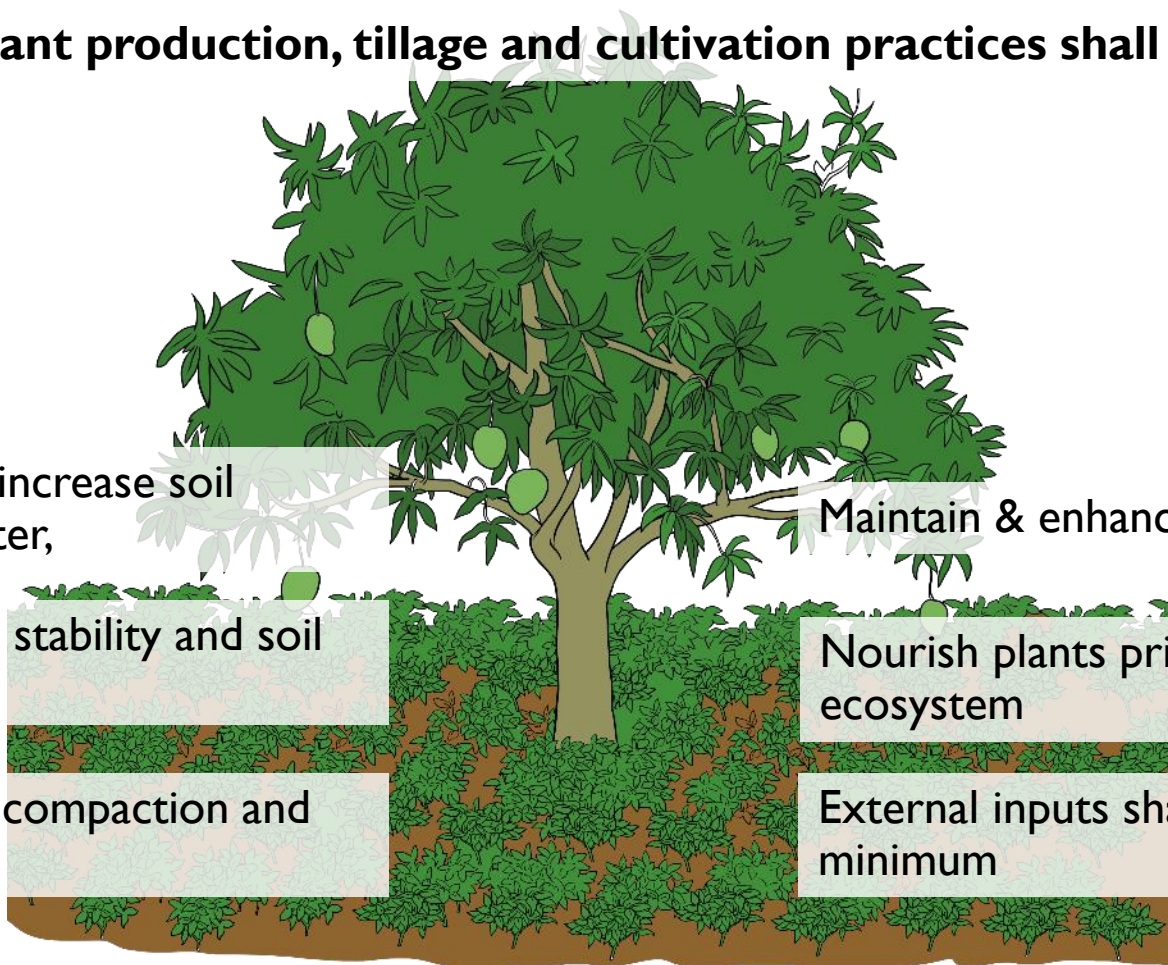 ant production, tillage and cultivation practices shall
increase soil
ter,
stability and soil
compaction and
Maintain & enhanc
Nourish plants pri
ecosystem
External inputs sha
minimum